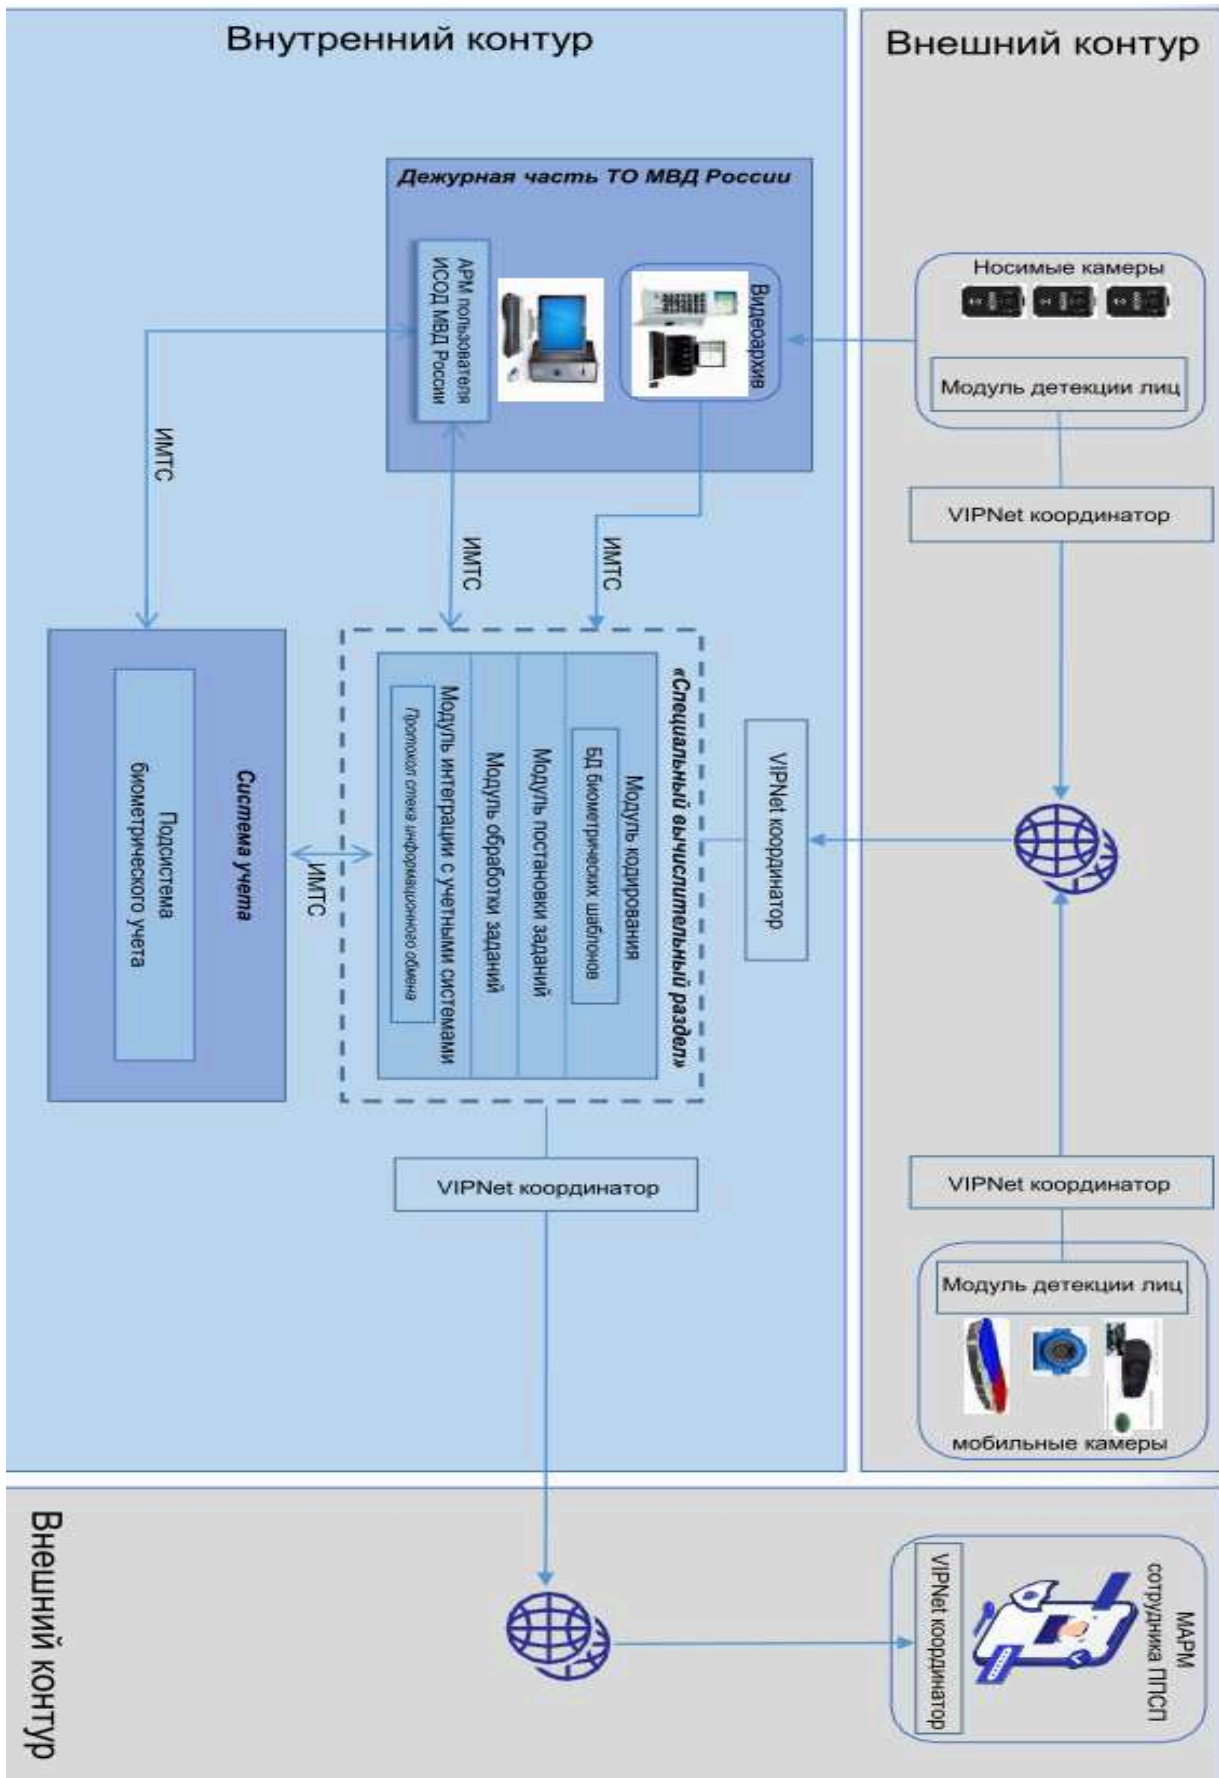 Внутренний контур
Внешний контур
Дежурная часть ТО МВД России
АРМ пользователя
ИСОД МВД России
Видеоархив
Носимые камеры
Модуль детекции лиц
VIPNet координатор
ИМТС
ИМТС
ИМТС
«Специальный вычислительный раздел»
Модуль кодирования
БД биометрических шаблонов
Модуль постановки заданий
Модуль обработки заданий
Модуль интеграции с учетными системами
Протокол стека информационного обмена
VIPNet координатор
Система учета
Подсистема
биометрического учета
ИМТС
VIPNet координатор
VIPNet координатор
Модуль детекции лиц
мобильные камеры
Внешний контур
МАРМ
сотрудника ППСП
VIPNet координатор